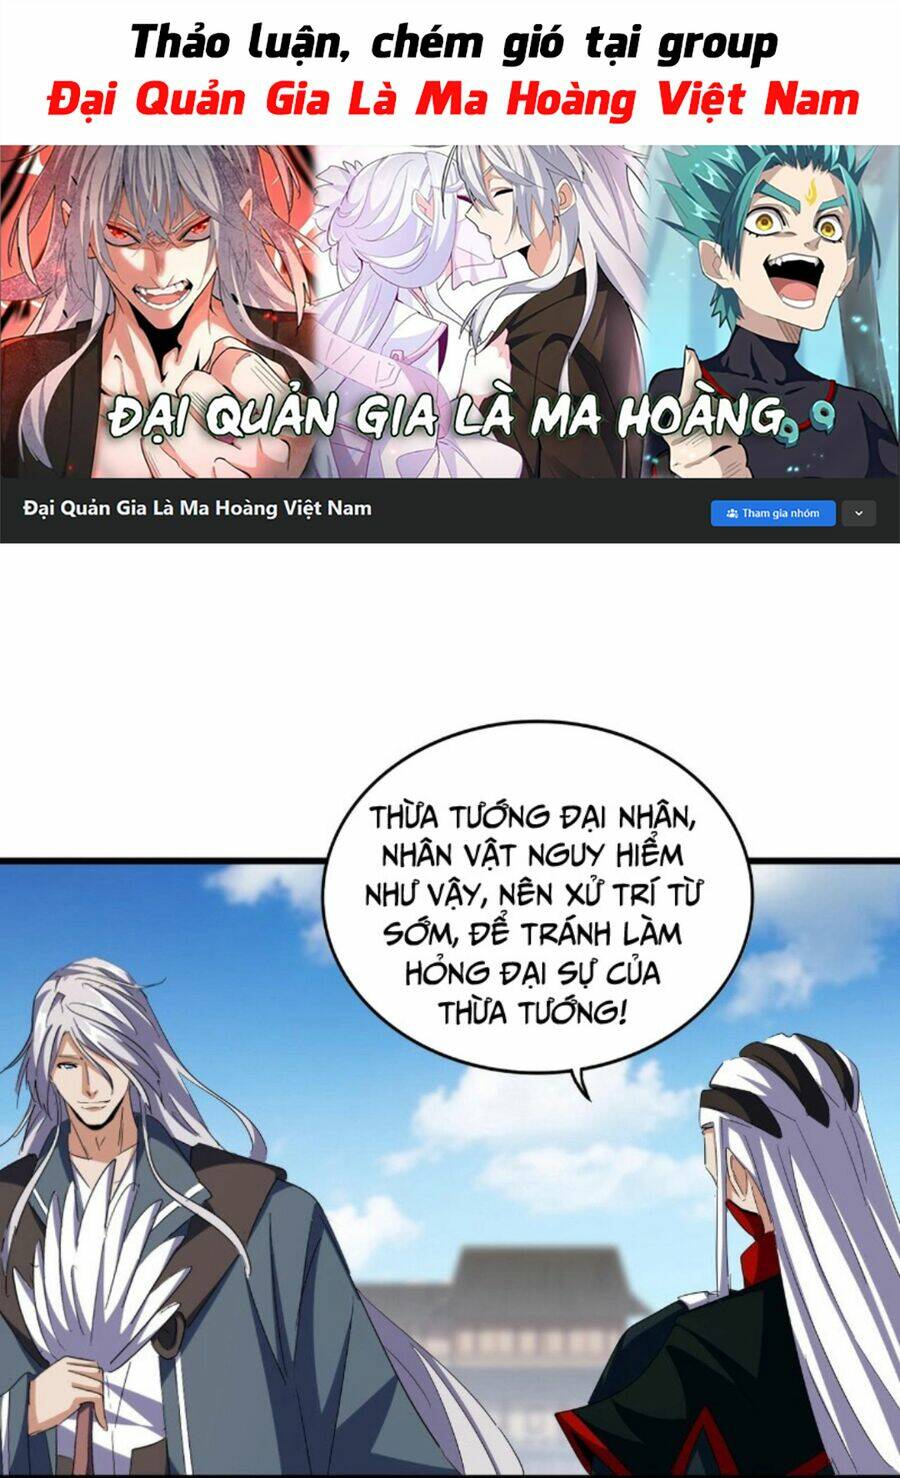 Thảo luận, chém gió tại group
Đại Quản Gia Là Ma Hoàng Việt Nam
ĐẠI QUẢN GIA LÀ MA HOÀNG
Đại Quản Gia Là Ma Hoàng Việt Nam
Tham gia nhóm
THỪA TƯỚNG ĐẠI NHÂN,
NHÂN VẬT NGUY HIỂM
NHƯ VẬY, NÊN XỬ TRÍ TỪ
SỚM, ĐỂ TRÁNH LÀM
HỎNG ĐẠI SỰ CỦA
THỪA TƯỚNG!